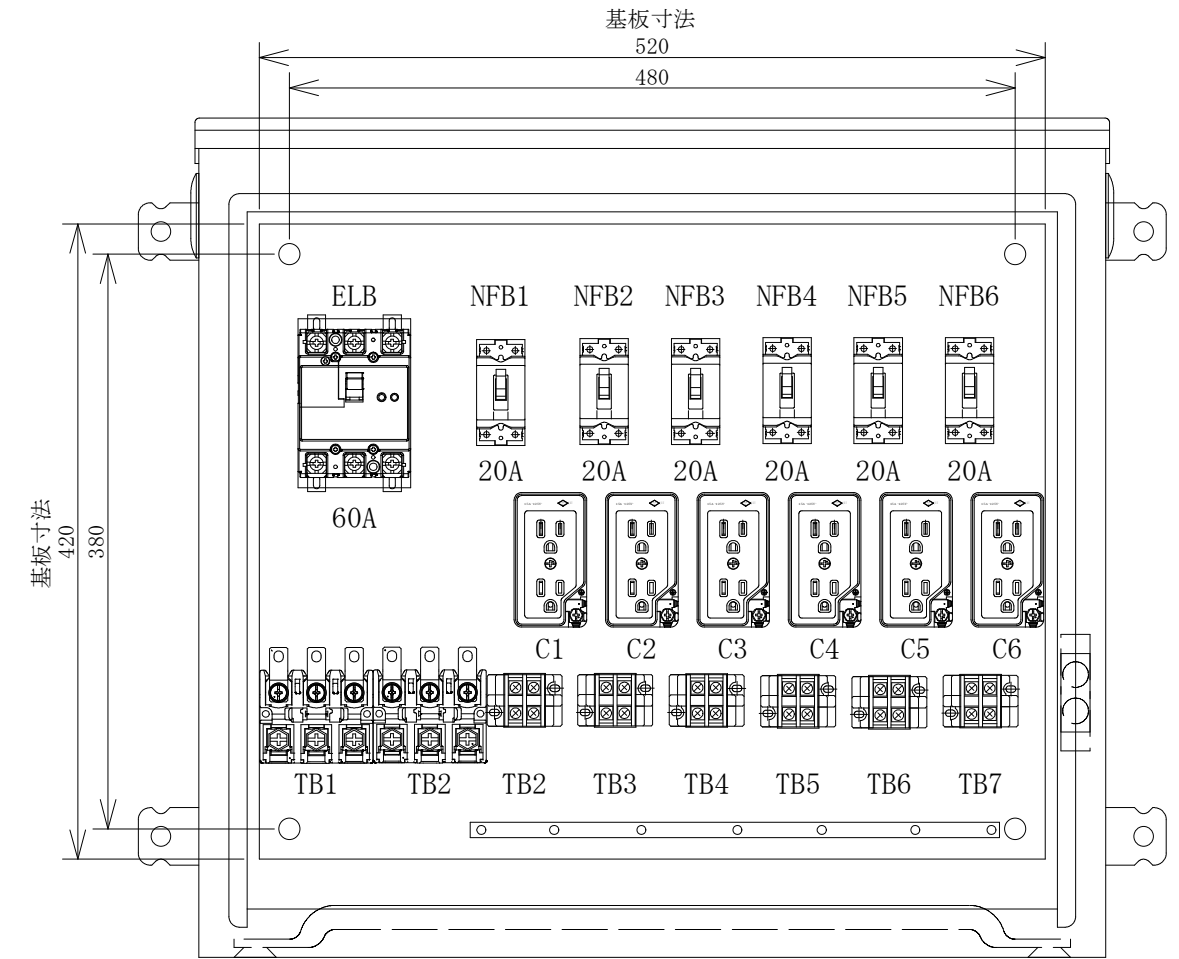 基板寸法
520
480
ELB
NFB1
NFB2
NFB3
NFB4
NFB5
NFB6
20A
20A
20A
20A
20A
20A
60A
基板寸法
420
380
C1
C2
C3
C4
C5
C6
TB1
TB2
TB2
TB3
TB4
TB5
TB6
TB7